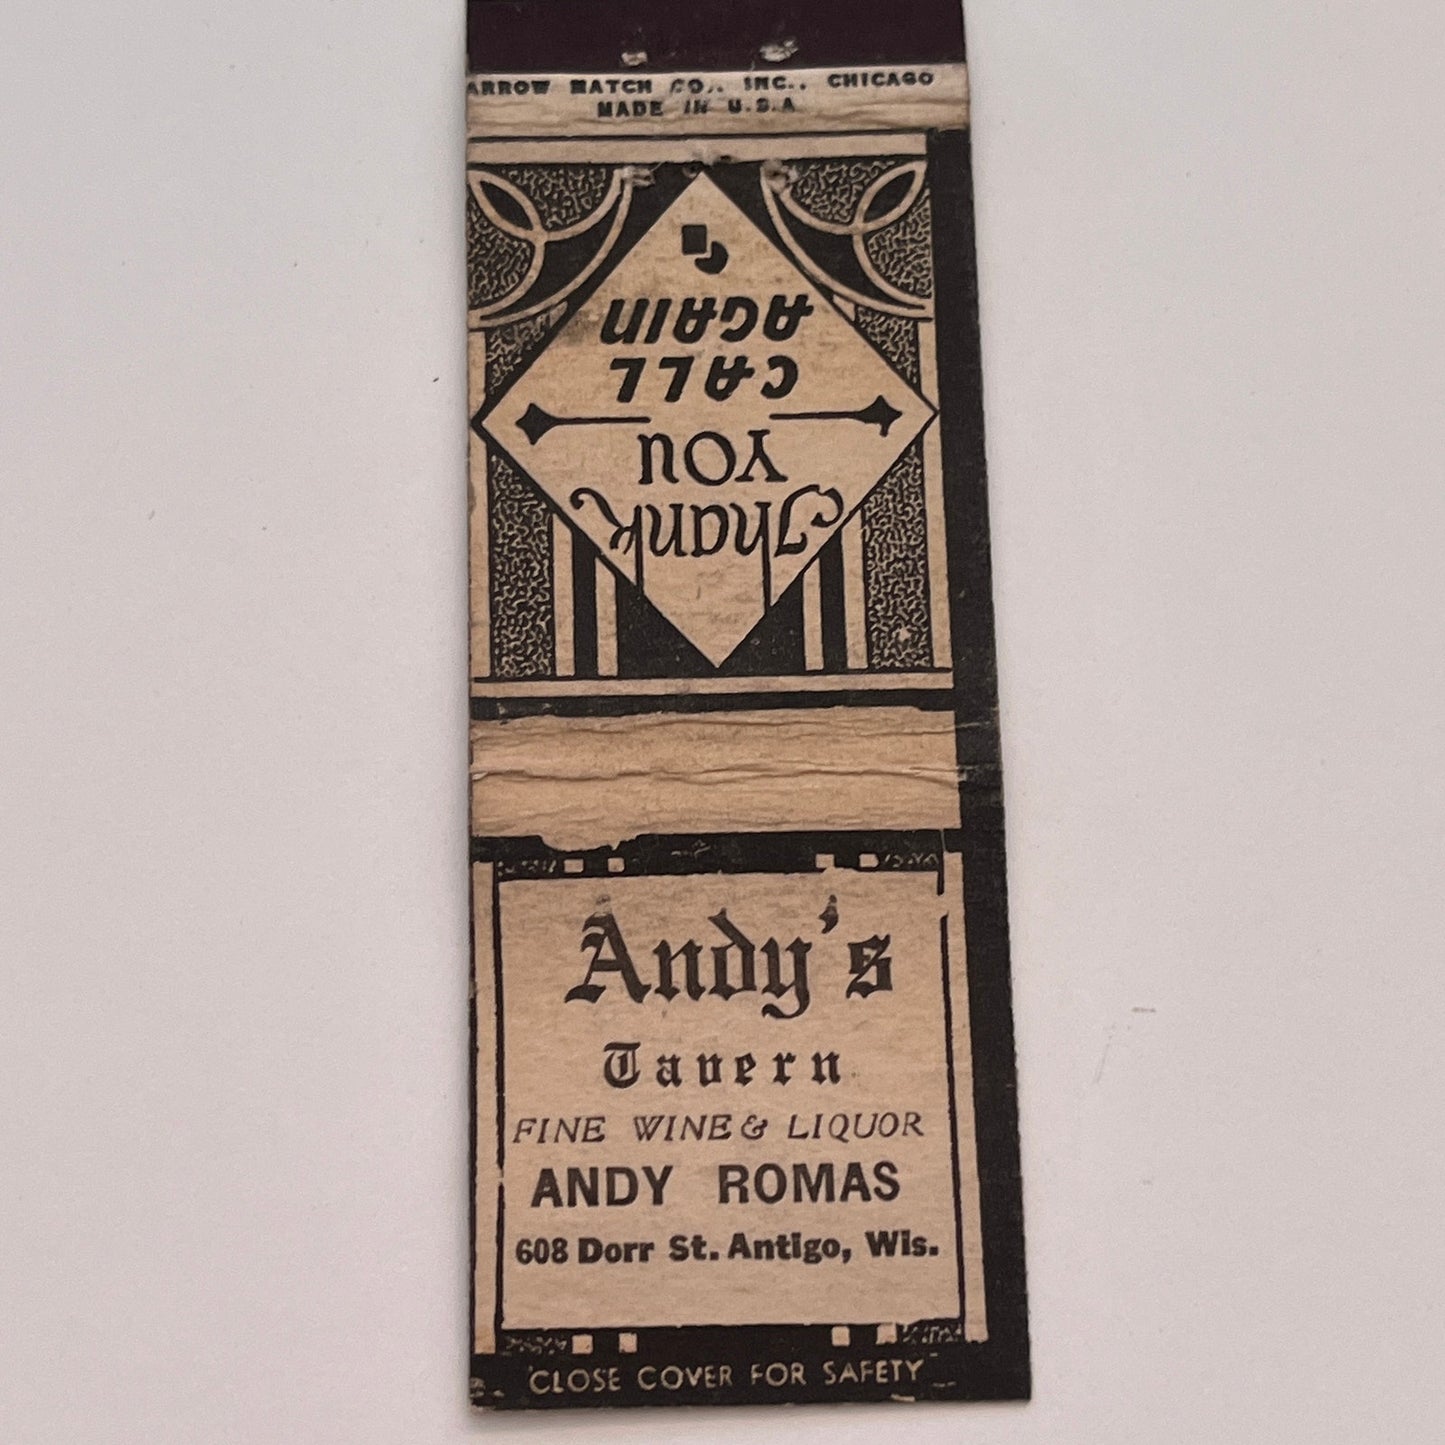 ARROW MATCH CO., INC., CHICAGO
MADE IN U.S.A
Thank
YOU
CALL
AGAIN
Andy's
Tavern
FINE WINE & LIQUOR
ANDY ROMAS
608 Dorr St. Antigo, Wis.
CLOSE COVER FOR SAFETY